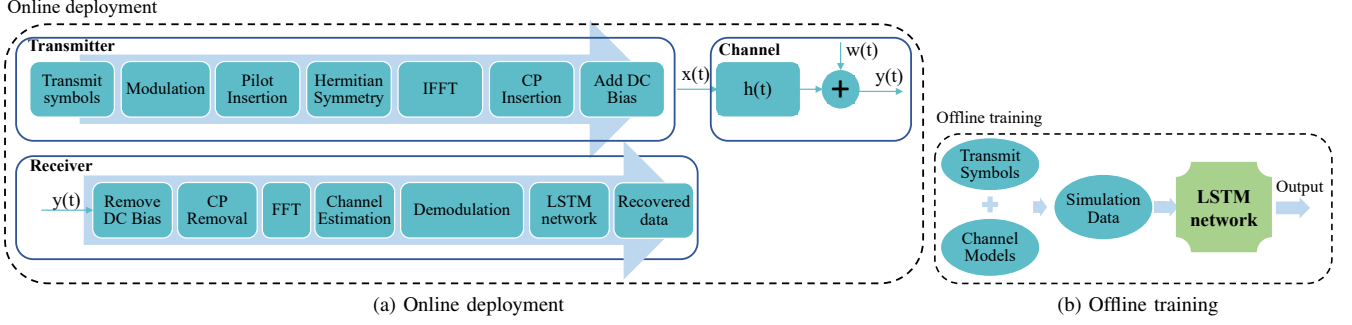 Online deployment
Transmitter
Transmit
symbols
Modulation
Pilot
Insertion
Hermitian
Symmetry
IFFT
CP
Insertion
Add DC
Bias
x(t)
Channel
h(t)
w(t)
+
y(t)
Receiver
y(t)
Remove
DC Bias
CP
Removal
FFT
Channel
Estimation
Demodulation
LSTM
network
Recovered
data
(a) Online deployment
Offline training
Transmit
Symbols
Channel
Models
Simulation
Data
LSTM
network
Output
(b) Offline training